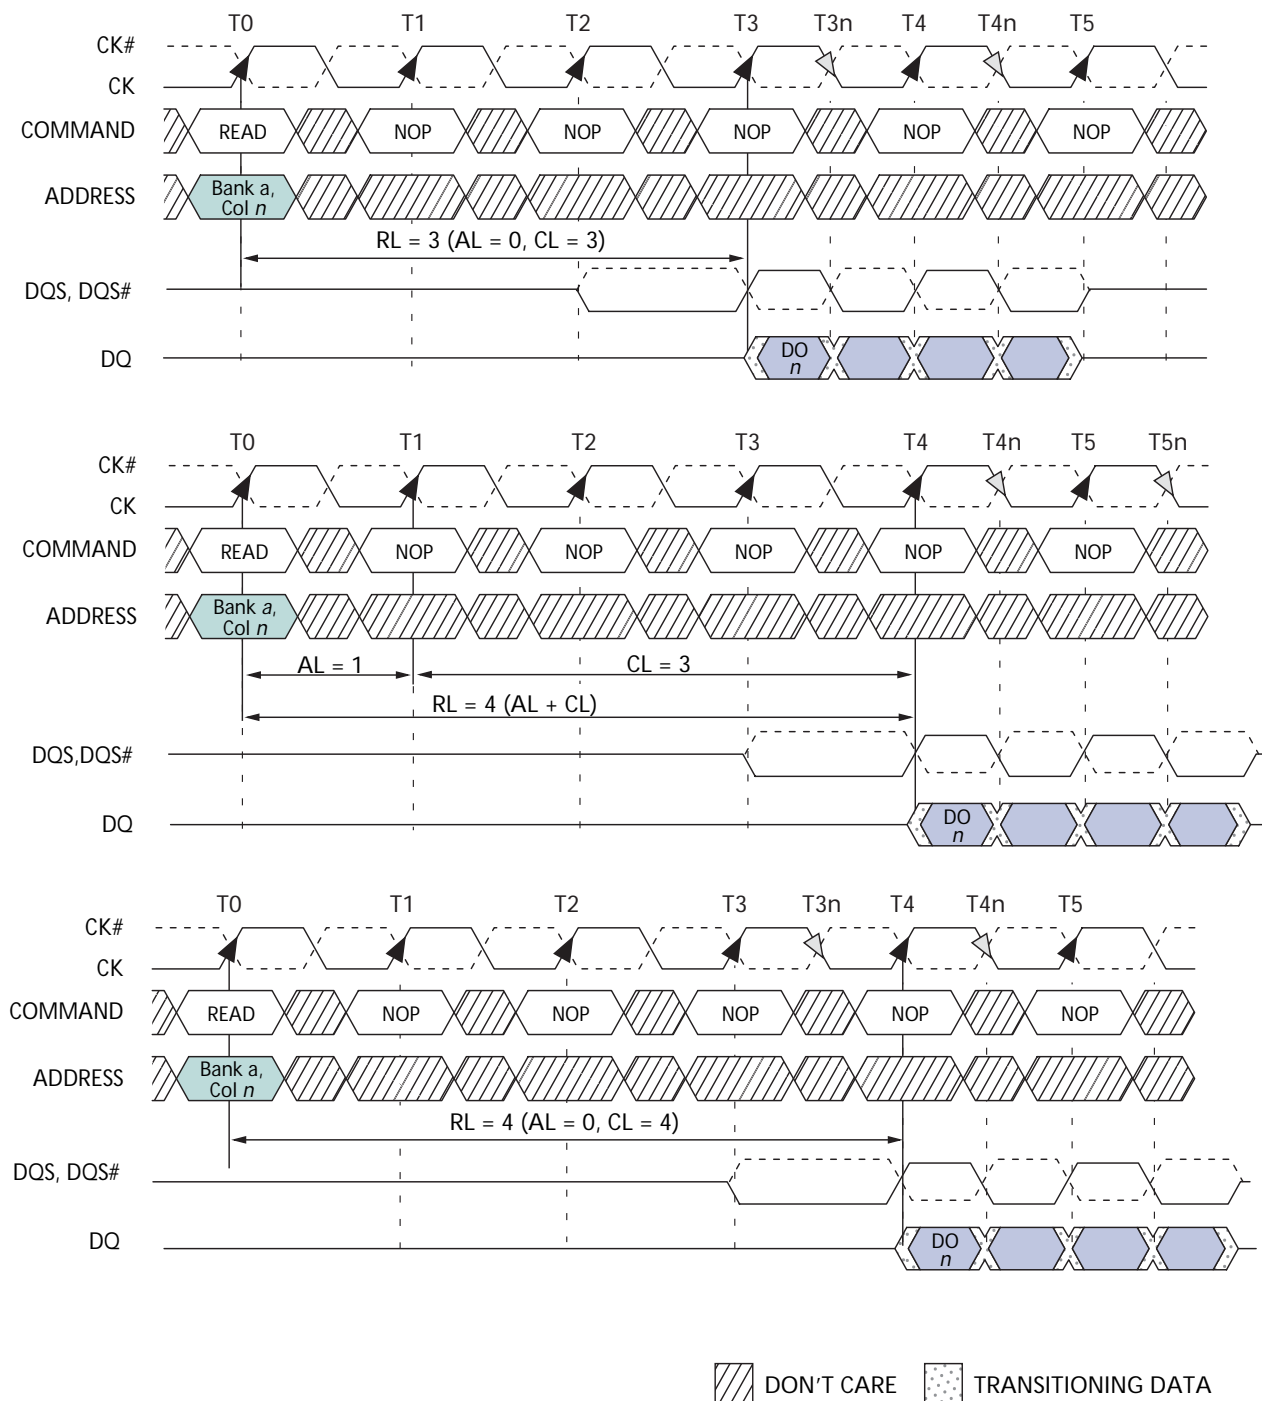 T0 T1 T2 T3 T3n T4 T4n T5
CK#
CK
COMMAND READ NOP NOP NOP NOP NOP
ADDRESS Bank a,
Col n
RL = 3 (AL = 0, CL = 3)
DQS, DQS#
DQ DO
n
T0 T1 T2 T3 T4 T4n T5 T5n
CK#
CK
COMMAND READ NOP NOP NOP NOP NOP
ADDRESS Bank a,
Col n
AL = 1 CL = 3
RL = 4 (AL + CL)
DQS,DQS#
DQ DO
n
T0 T1 T2 T3 T3n T4 T4n T5
CK#
CK
COMMAND READ NOP NOP NOP NOP NOP
ADDRESS Bank a,
Col n
RL = 4 (AL = 0, CL = 4)
DQS, DQS#
DQ DO
n
DON'T CARE TRANSITIONING DATA